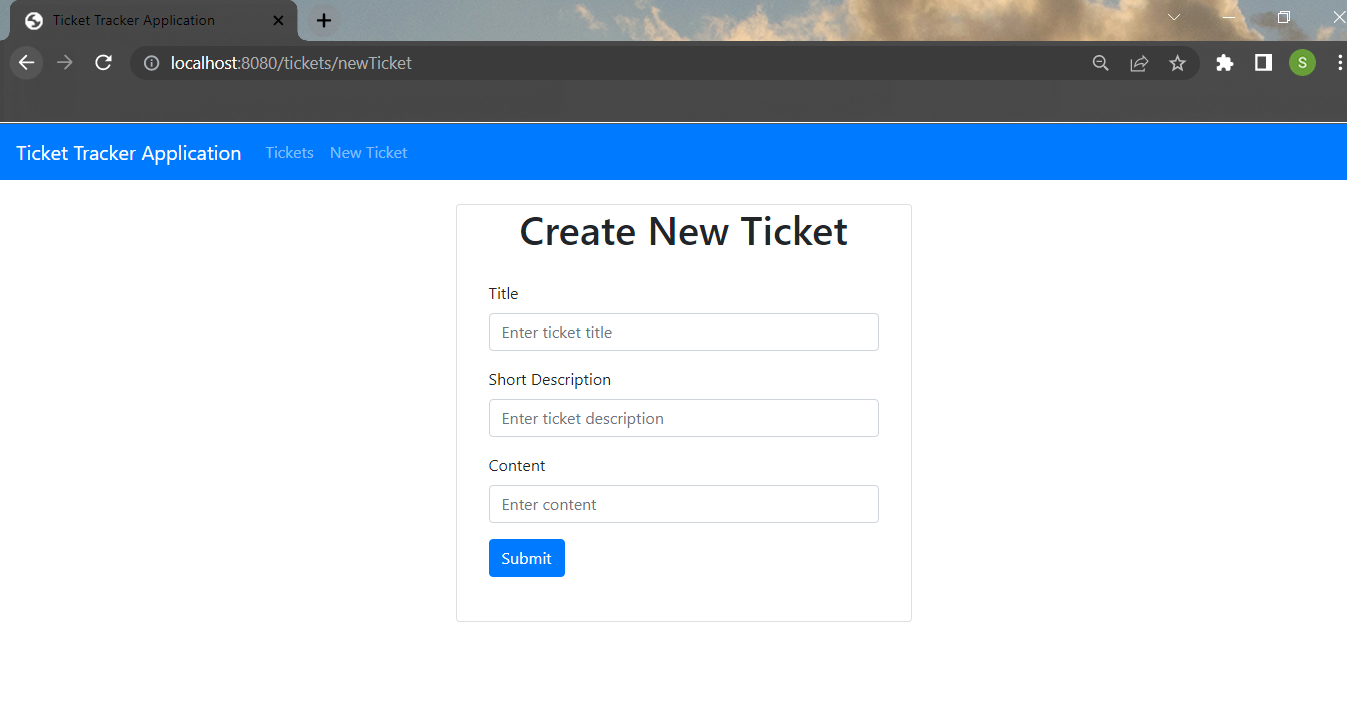 Ticket Tracker Application
localhost:8080/tickets/newTicket
S
Ticket Tracker Application Tickets New Ticket
Create New Ticket
Title
Enter ticket title
Short Description
Enter ticket description
Content
Enter content
Submit